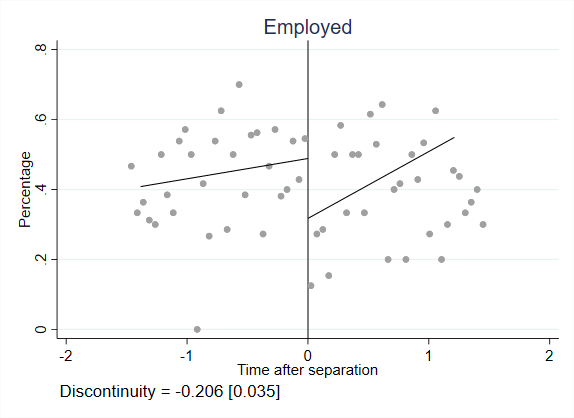 Employed
.8
.6
.4
.2
0
Percentage
-2 -1 0 1 2
Time after separation
Discontinuity = -0.206 [0.035]